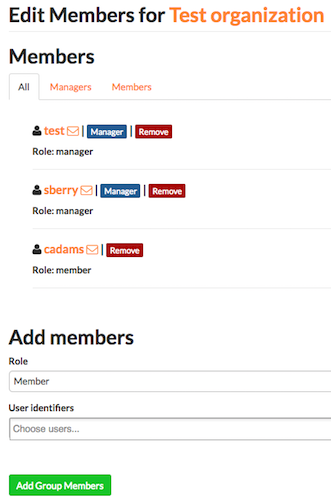 Edit Members for Test organization
Members
All Managers Members
test | Manager | Remove
Role: manager
sberry | Manager | Remove
Role: manager
cadams | Remove
Role: member
Add members
Role
Member
User identifiers
Choose users...
Add Group Members